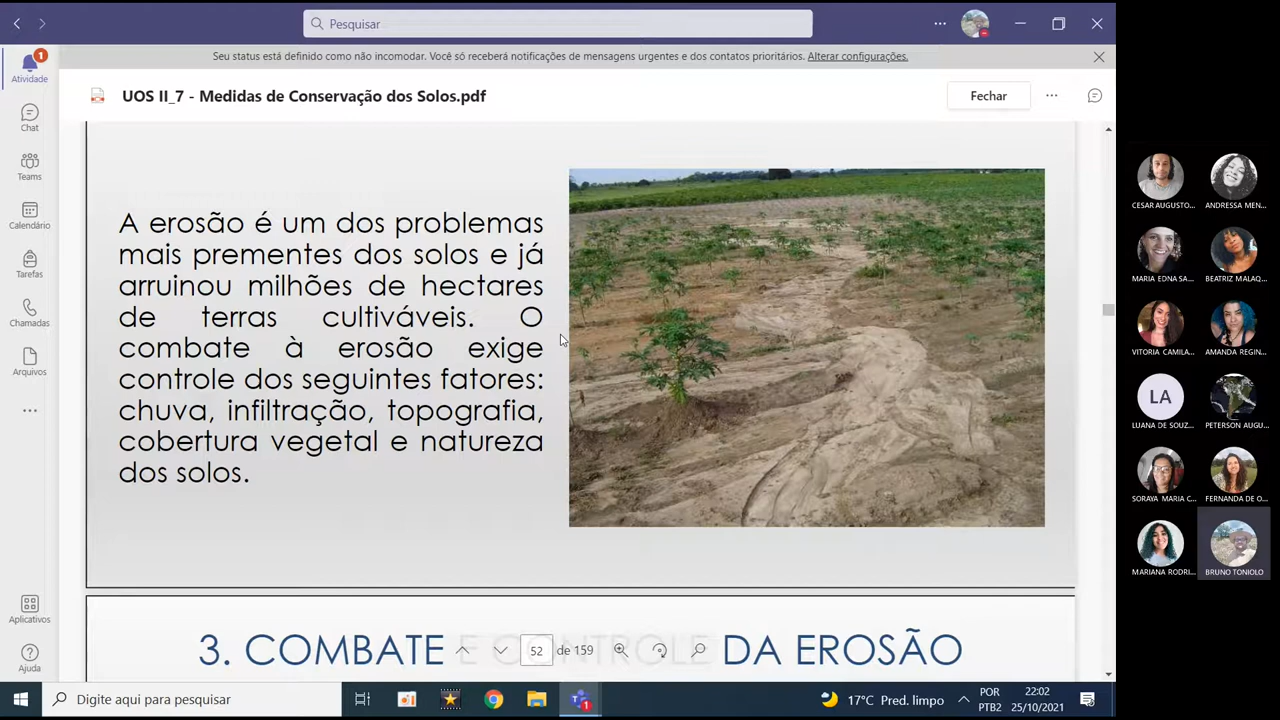 Pesquisar
Seu status está definido como não incomodar. Você só receberá notificações de mensagens urgentes e dos contatos prioritários. Alterar configurações.
1
Atividade
Chat
Teams
Calendário
Tarefas
Chamadas
Arquivos
Aplicativos
Ajuda
UOS II_7 - Medidas de Conservação dos Solos.pdf
Fechar
A erosão é um dos problemas
mais prementes dos solos e já
arruinou milhões de hectares
de terras cultiváveis. O
combate à erosão exige
controle dos seguintes fatores:
chuva, infiltração, topografia,
cobertura vegetal e natureza
dos solos.
3. COMBATE E CONTROLE DA EROSÃO
52 de 159
CESAR AUGUSTO...
ANDRESSA MEN...
MARIA EDNA SA...
BEATRIZ MALAQ...
VITORIA CAMILA...
AMANDA REGIN...
LA
LUANA DE SOUZ...
PETERSON AUGU...
SORAYA MARIA C...
FERNANDA DE O...
MARIANA RODRI...
BRUNO TONIOLO
Digite aqui para pesquisar
1
17°C Pred. limpo
POR
PTB2
22:02
25/10/2021